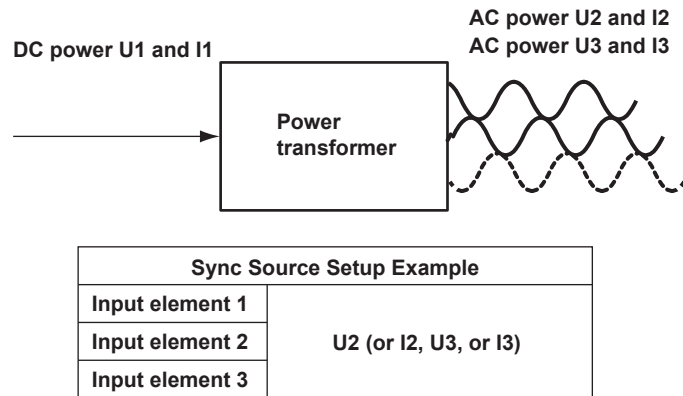 AC power U2 and I2
AC power U3 and I3
DC power U1 and I1
Power
transformer
Sync Source Setup Example
Input element 1
Input element 2
Input element 3
U2 (or I2, U3, or I3)